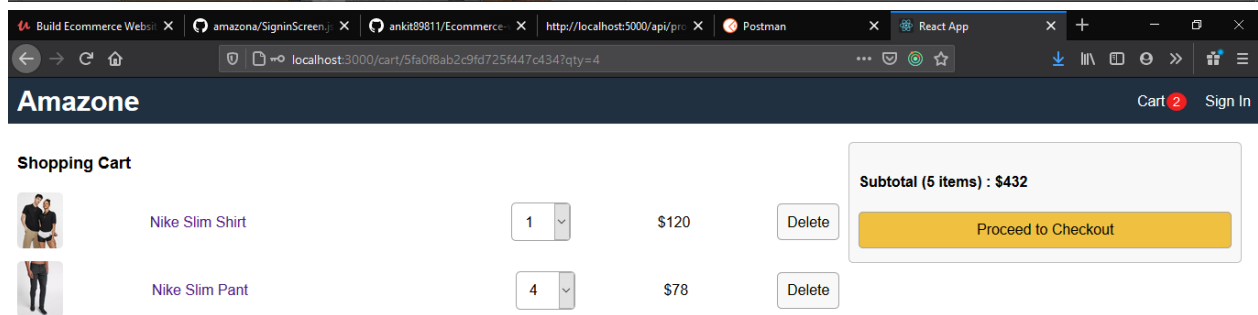 Build Ecommerce Websit
amazona/SigninScreen.js
ankit89811/Ecommerce-
http://localhost:5000/api/pro
Postman
React App
localhost:3000/cart/5fa0f8ab2c9fd725f447c434?qty=4
Amazone
Cart 2
Sign In
Shopping Cart
Nike Slim Shirt 1 $120 Delete
Nike Slim Pant 4 $78 Delete
Subtotal (5 items) : $432
Proceed to Checkout